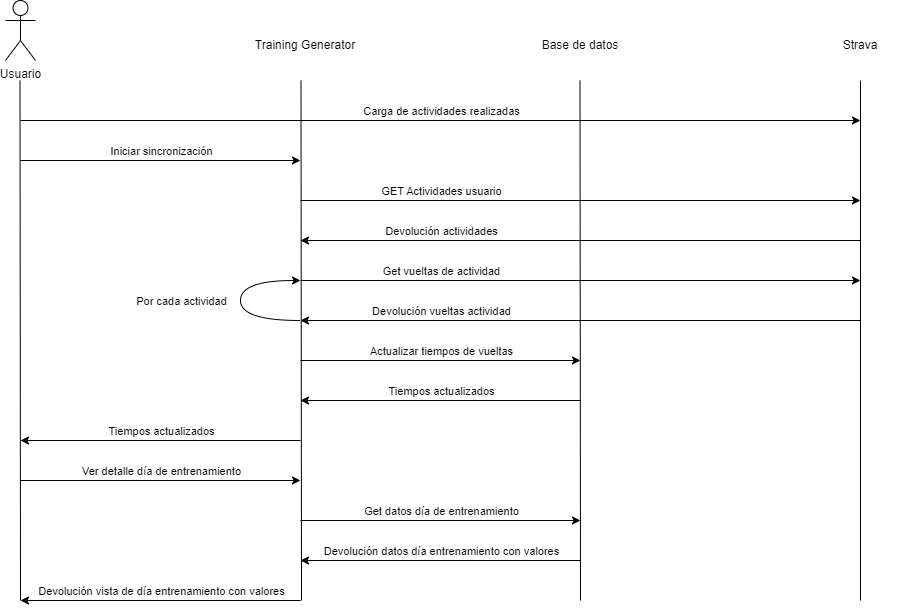 Training Generator
Base de datos
Strava
Usuario
Carga de actividades realizadas
Iniciar sincronización
GET Actividades usuario
Devolución actividades
Get vueltas de actividad
Por cada actividad
Devolución vueltas actividad
Actualizar tiempos de vueltas
Tiempos actualizados
Tiempos actualizados
Ver detalle día de entrenamiento
Get datos día de entrenamiento
Devolución datos día entrenamiento con valores
Devolución vista de día entrenamiento con valores